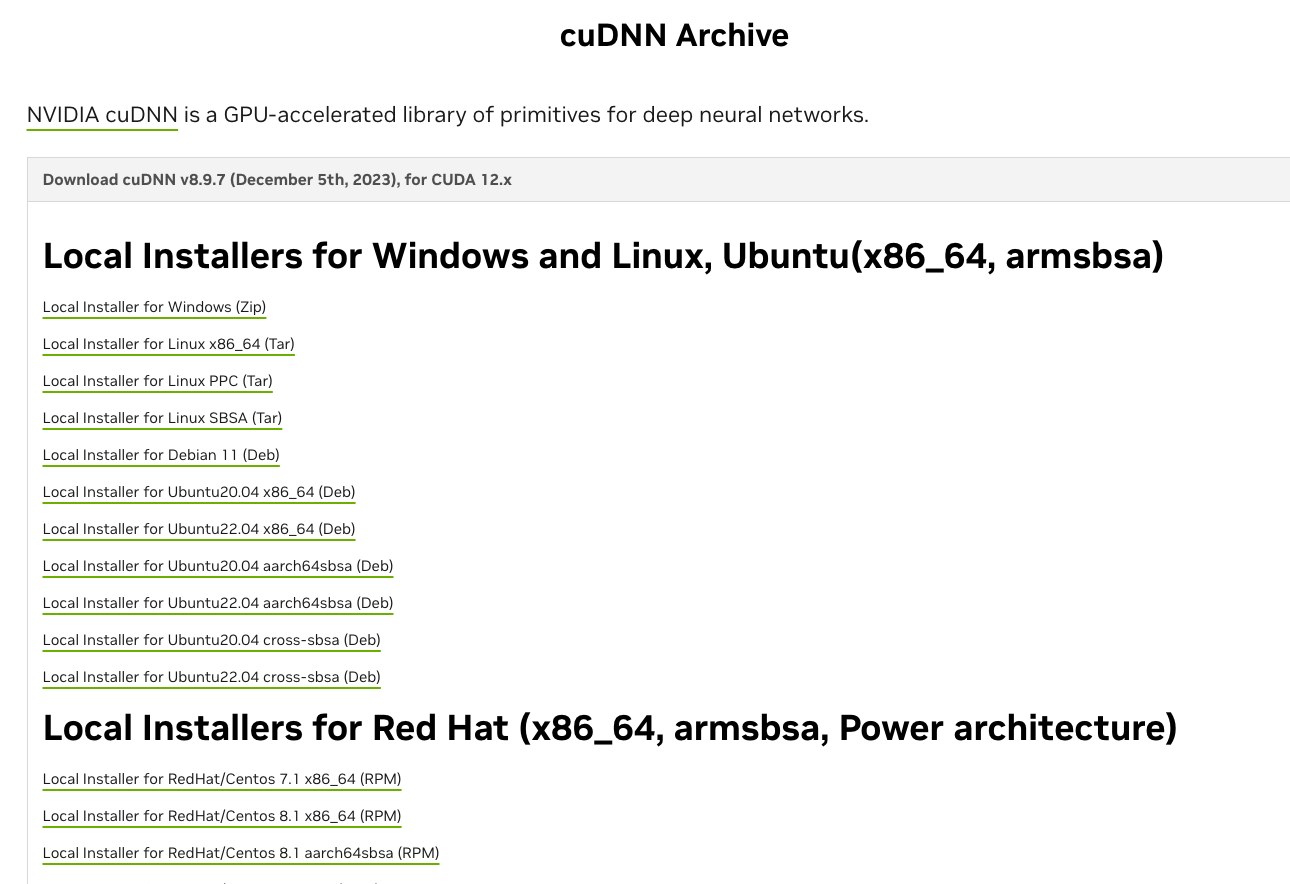 cuDNN Archive
NVIDIA cuDNN is a GPU-accelerated library of primitives for deep neural networks.
Download cuDNN v8.9.7 (December 5th, 2023), for CUDA 12.x
Local Installers for Windows and Linux, Ubuntu(x86_64, armsbsa)
Local Installer for Windows (Zip)
Local Installer for Linux x86_64 (Tar)
Local Installer for Linux PPC (Tar)
Local Installer for Linux SBSA (Tar)
Local Installer for Debian 11 (Deb)
Local Installer for Ubuntu20.04 x86_64 (Deb)
Local Installer for Ubuntu22.04 x86_64 (Deb)
Local Installer for Ubuntu20.04 aarch64sbsa (Deb)
Local Installer for Ubuntu22.04 aarch64sbsa (Deb)
Local Installer for Ubuntu20.04 cross-sbsa (Deb)
Local Installer for Ubuntu22.04 cross-sbsa (Deb)
Local Installers for Red Hat (x86_64, armsbsa, Power architecture)
Local Installer for RedHat/Centos 7.1 x86_64 (RPM)
Local Installer for RedHat/Centos 8.1 x86_64 (RPM)
Local Installer for RedHat/Centos 8.1 aarch64sbsa (RPM)